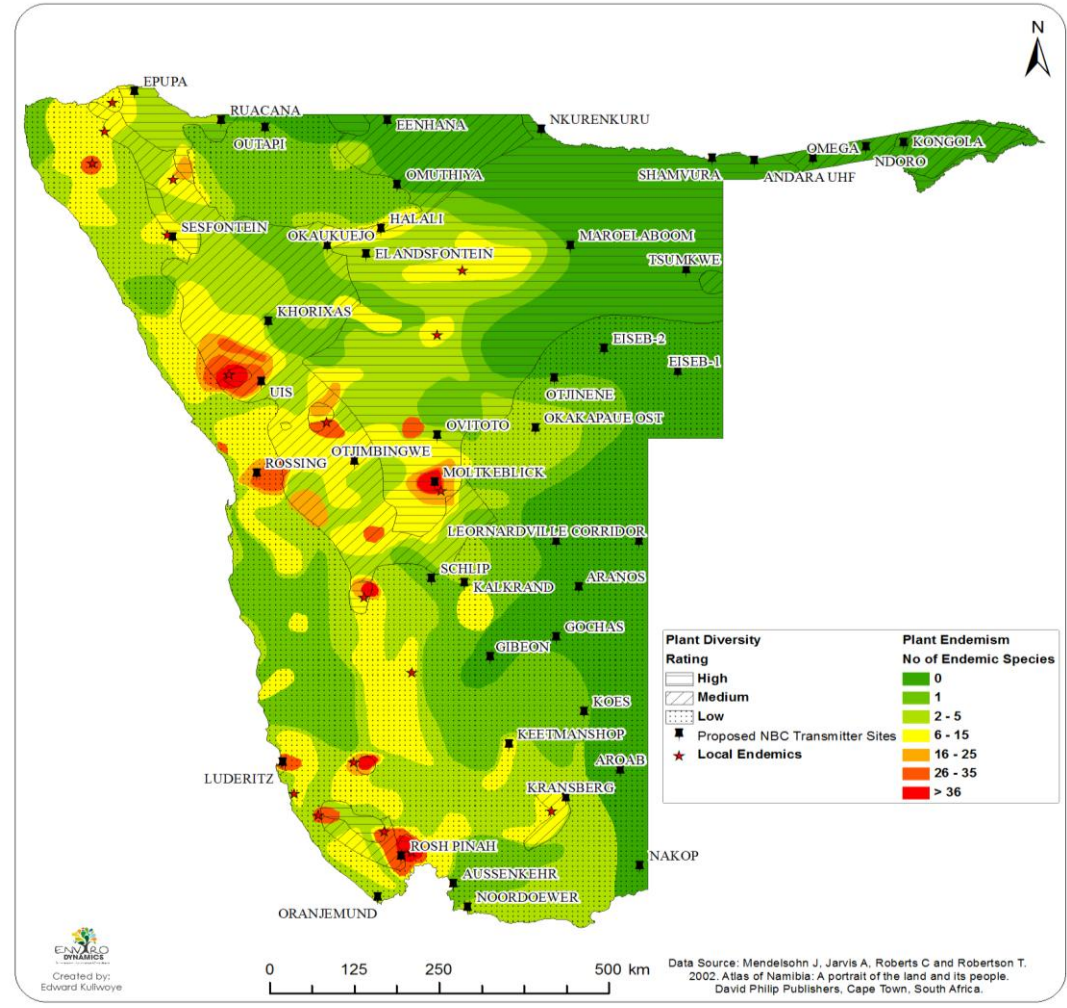 N
EPUPA
RUACANA
OUTAPI
EENHANA
NKURENKURU
OMEGA
KONGOLA
NDORO
SHAMVURA
ANDARA UHF
OMUTHIYA
SESFONTEIN
HALALI
OKAUKUEJO
ELANDSFONTEIN
MAROELABOOM
TSUMKWE
KHORIXAS
EISEB-2
EISEB-1
UIS
OTJINENE
OKAKAPAUE OST
OVITOTO
OTJIMBINGWE
ROSSING
MOLTKEBLICK
LEORNARDVILLE CORRIDOR
SCHLIP
KALKRAND
ARANOS
GOCHAS
GIBEON
KOES
KEETMANSHOP
AROAB
LUDERITZ
KRANSBERG
ROSH PINAH
NAKOP
AUSSENKEHR
NOORDOEWER
ORANJEMUND
Plant Diversity
Rating
High
Medium
Low
Proposed NBC Transmitter Sites
Local Endemics
Plant Endemism
No of Endemic Species
0
1
2 - 5
6 - 15
16 - 25
26 - 35
> 36
ENVIRO
DYNAMICS
Created by:
Edward Kullwoye
0 125 250 500 km
Data Source: Mendelsohn J, Jarvis A, Roberts C and Robertson T.
2002. Atlas of Namibia: A portrait of the land and its people.
David Philip Publishers, Cape Town, South Africa.